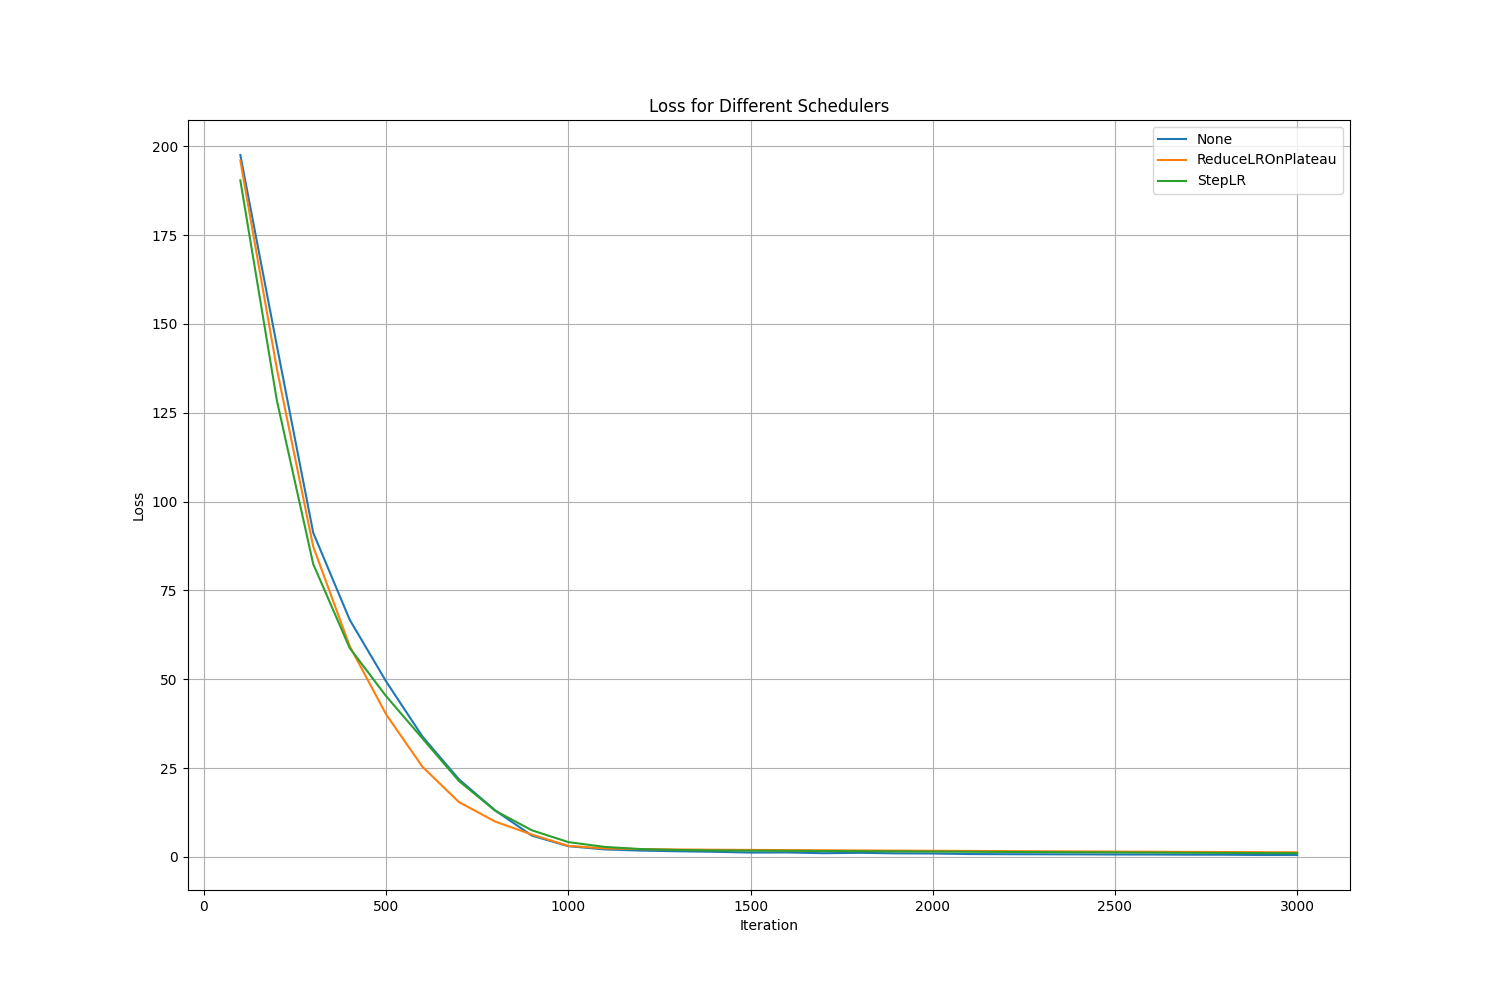 Loss for Different Schedulers
None
ReduceLROnPlateau
StepLR
200
175
150
125
100
75
50
25
0
Loss
0 500 1000 1500 2000 2500 3000
Iteration